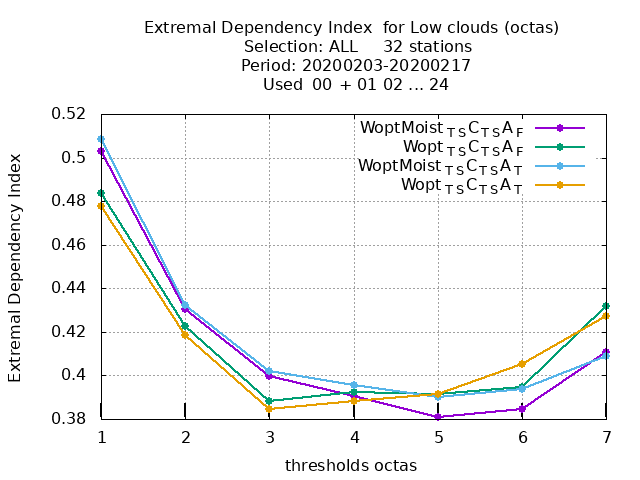 Extremal Dependency Index for Low clouds (octas)
Selection: ALL 32 stations
Period: 20200203-20200217
Used 00 + 01 02 ... 24
Extremal Dependency Index
0.52
0.5
0.48
0.46
0.44
0.42
0.4
0.38
WoptMoist TS C TS A F
Wopt TS C TS A F
WoptMoist TS C TS A T
Wopt TS C TS A T
1 2 3 4 5 6 7
thresholds octas